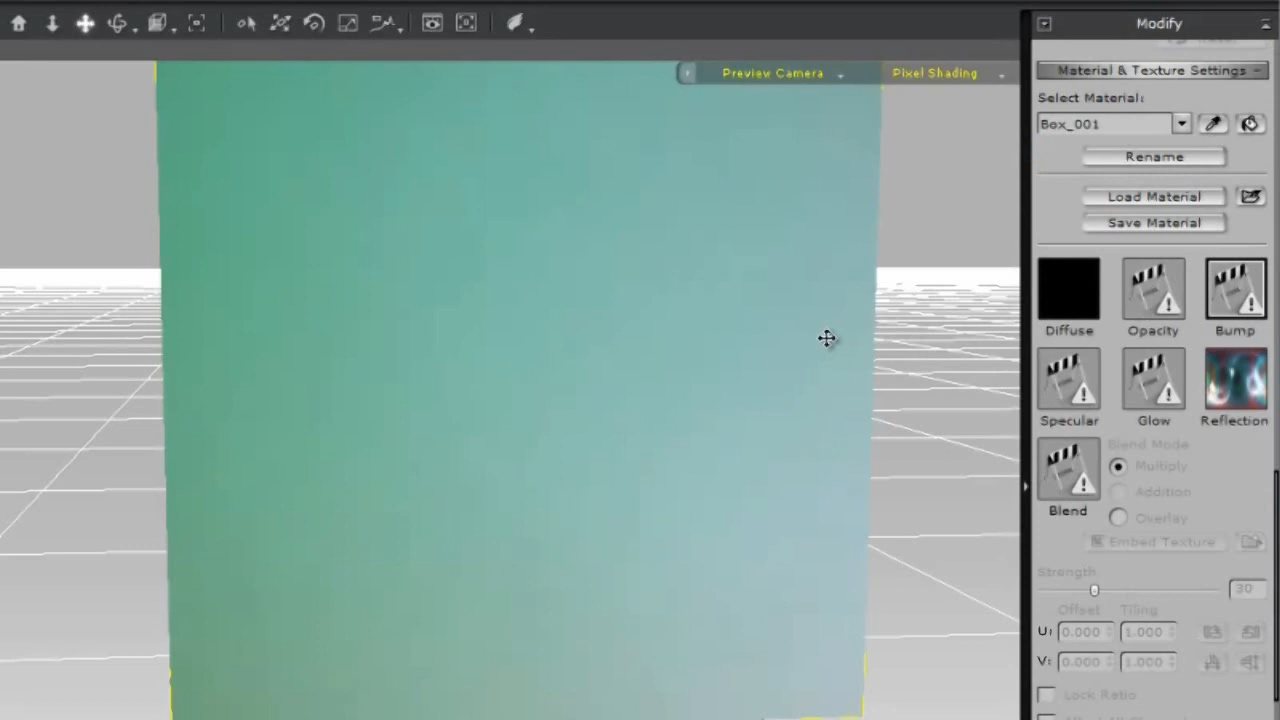 Modify
Preview Camera
Pixel Shading
Material & Texture Settings
Select Material:
Box_001
Rename
Load Material
Save Material
Diffuse
Opacity
Bump
Specular
Glow
Reflection
Blend Mode
Multiply
Addition
Blend
Overlay
Embed Texture
Strength
30
Offset Tiling
U: 0.000 1.000
V: 0.000 1.000
Lock Ratio